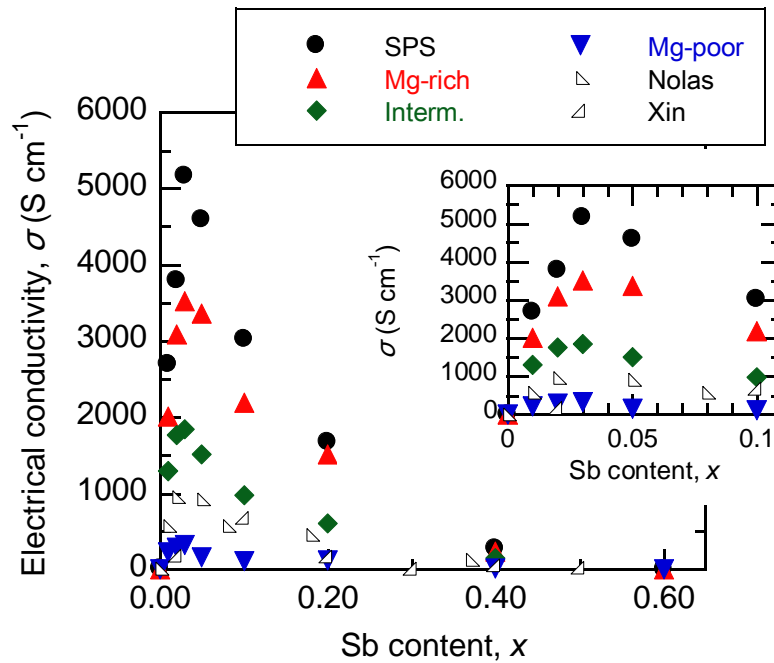 SPS
Mg-poor
Mg-rich
Nolas
Interm.
Xin
Electrical conductivity, σ (S cm⁻¹)
6000
5000
4000
3000
2000
1000
0
0.00
0.20
0.40
0.60
Sb content, x
σ (S cm⁻¹)
6000
5000
4000
3000
2000
1000
0
0
0.05
0.1
Sb content, x